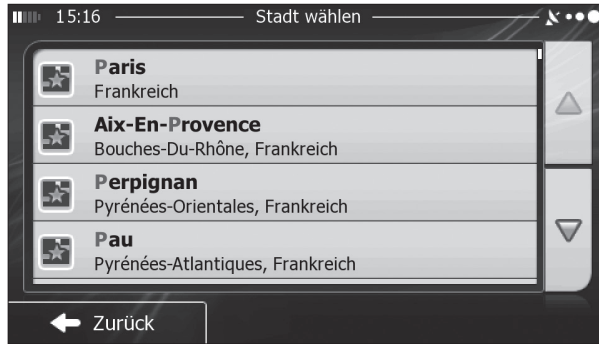 15:16 Stadt wählen
Paris
Frankreich
Aix-En-Provence
Bouches-Du-Rhône, Frankreich
Perpignan
Pyrénées-Orientales, Frankreich
Pau
Pyrénées-Atlantiques, Frankreich
Zurück